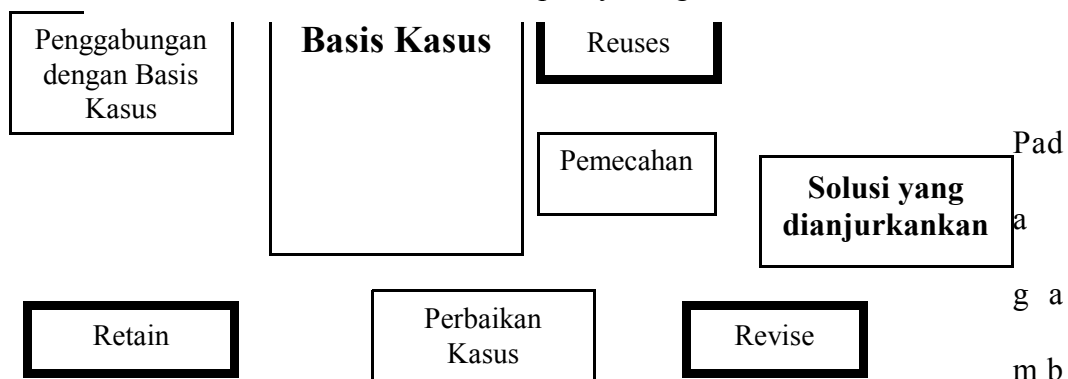 Penggabungan
dengan Basis
Kasus
Basis Kasus
Reuses
Pemecahan
Solusi yang
dianjurkankan
Pad
a
g a
m b
Retain
Perbaikan
Kasus
Revise